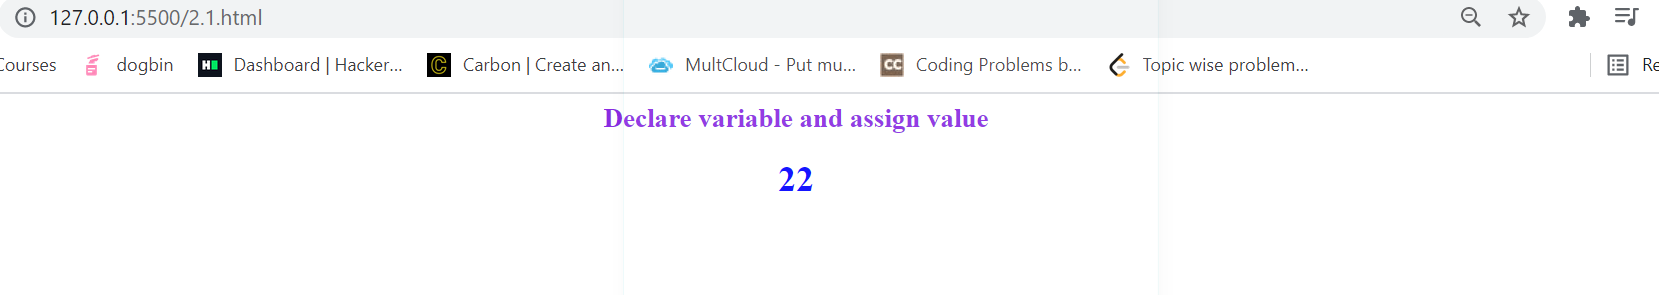 127.0.0.1:5500/2.1.html
Courses dogbin Dashboard | Hacker... Carbon | Create an... MultCloud - Put mu... CC Coding Problems b... Topic wise problem... Re
Declare variable and assign value
22